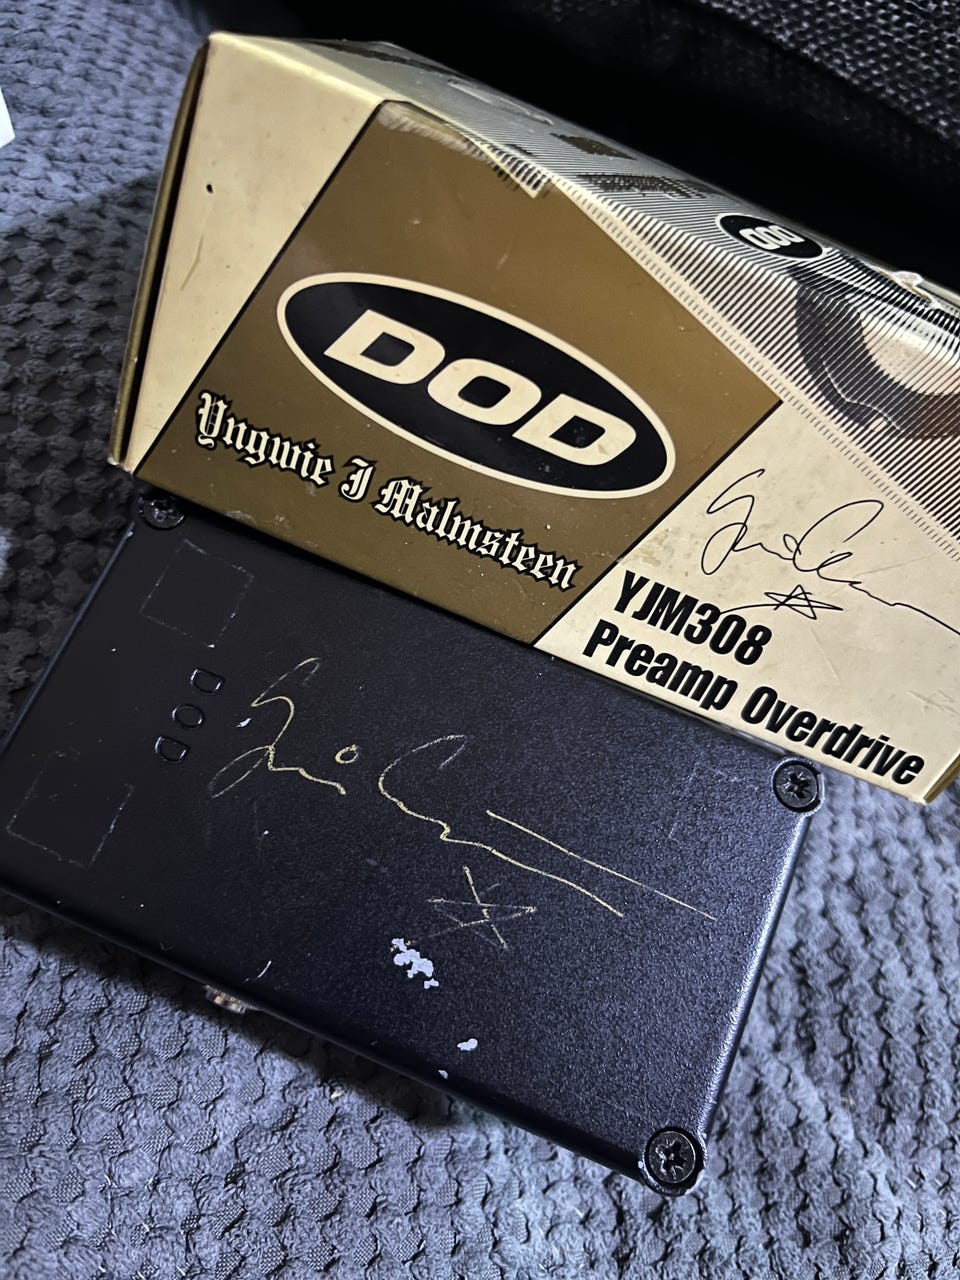 DOD
DOD
Yngwie J Malmsteen
YJM308
Preamp Overdrive
DOD